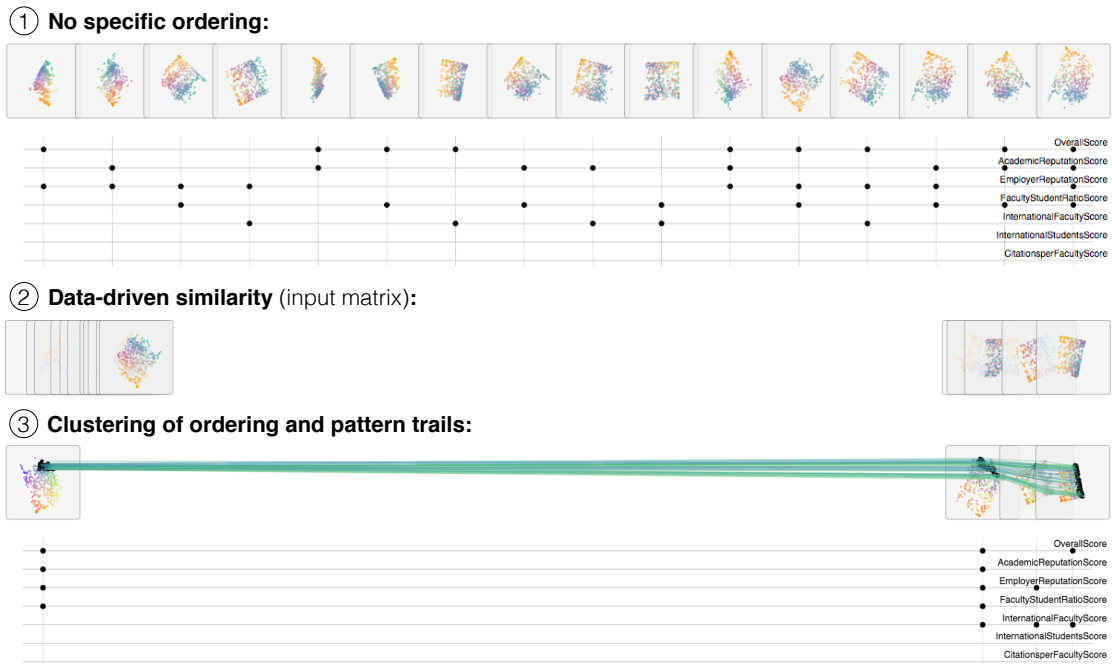 1 No specific ordering:
OverallScore
AcademicReputationScore
EmployerReputationScore
FacultyStudentRatioScore
InternationalFacultyScore
InternationalStudentsScore
CitationsperFacultyScore
2 Data-driven similarity (input matrix):
3 Clustering of ordering and pattern trails:
OverallScore
AcademicReputationScore
EmployerReputationScore
FacultyStudentRatioScore
InternationalFacultyScore
InternationalStudentsScore
CitationsperFacultyScore